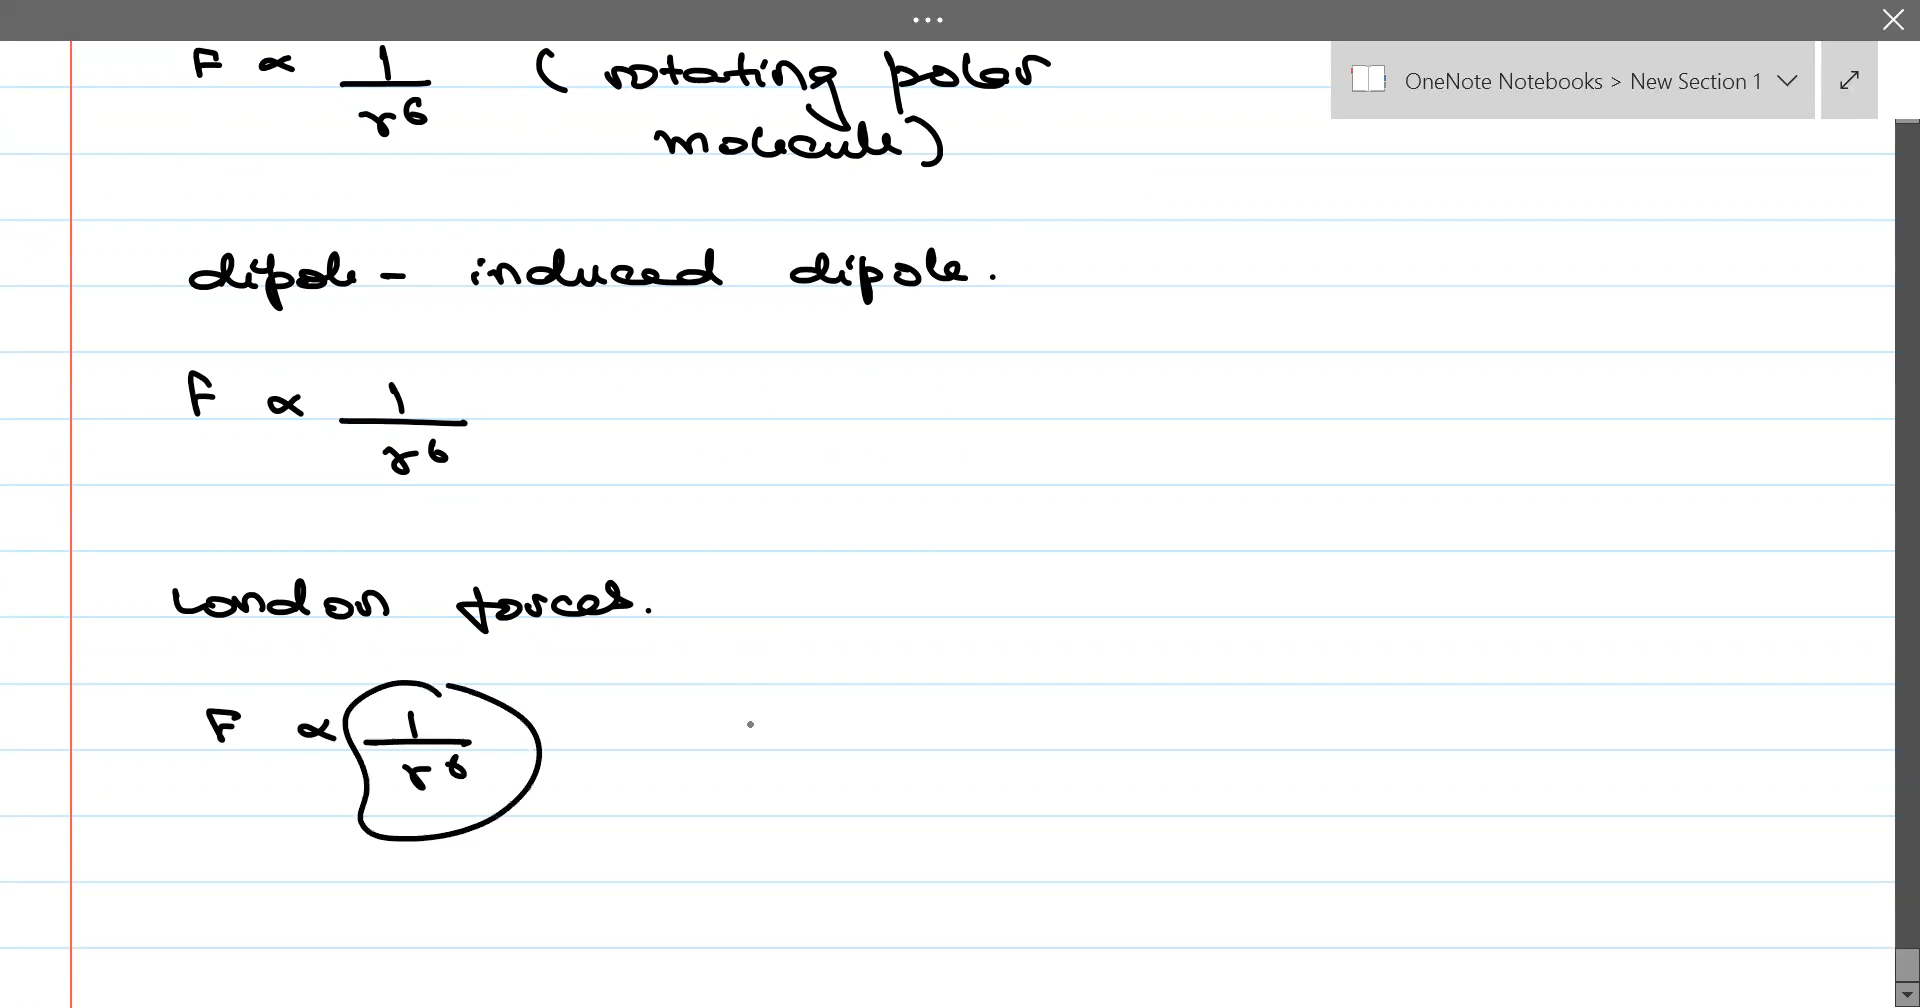 ...
OneNote Notebooks > New Section 1
F ∝ 1/r⁶ (rotating polar
molecule)
dipole - induced dipole.
F ∝ 1/r⁶
London forces.
F ∝ 1/r⁶